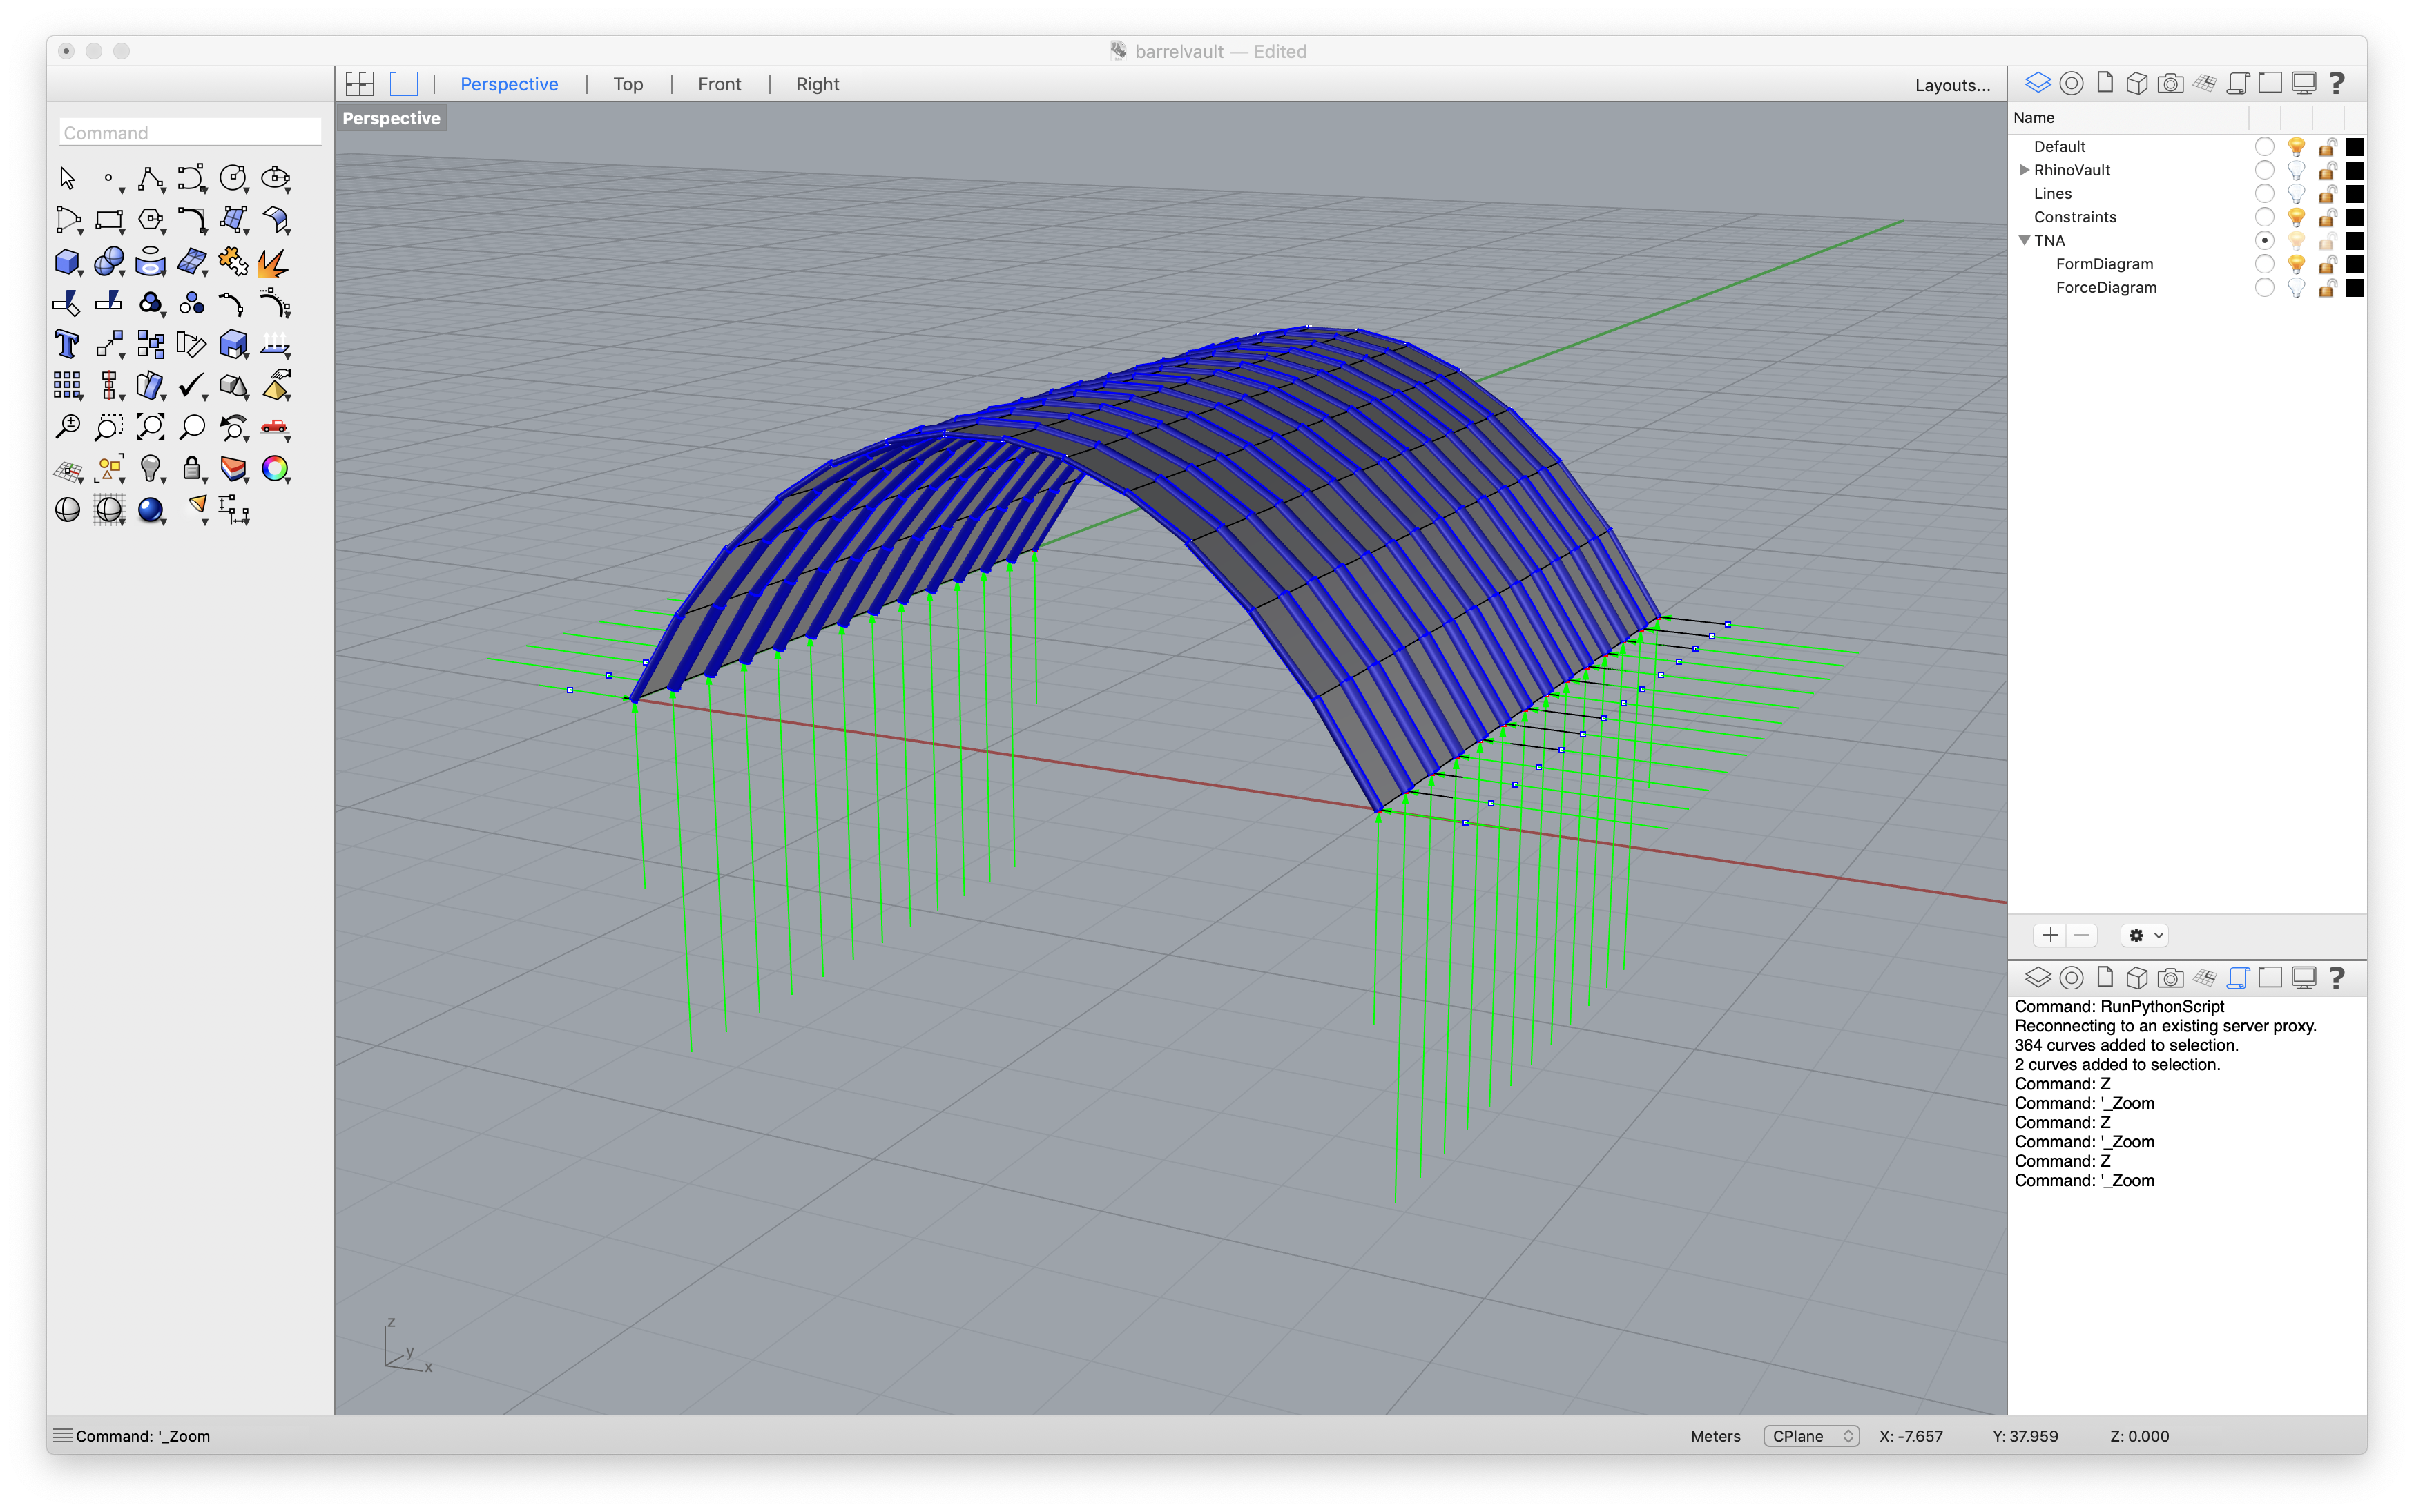 barrelvault — Edited
Perspective | Top | Front | Right
Layouts...
Perspective
Command
Name
Default
RhinoVault
Lines
Constraints
TNA
FormDiagram
ForceDiagram
Command: RunPythonScript
Reconnecting to an existing server proxy.
364 curves added to selection.
2 curves added to selection.
Command: Z
Command: '_Zoom
Command: Z
Command: '_Zoom
Command: Z
Command: '_Zoom
z
y
x
Command: '_Zoom
Meters
CPlane
X: -7.657
Y: 37.959
Z: 0.000